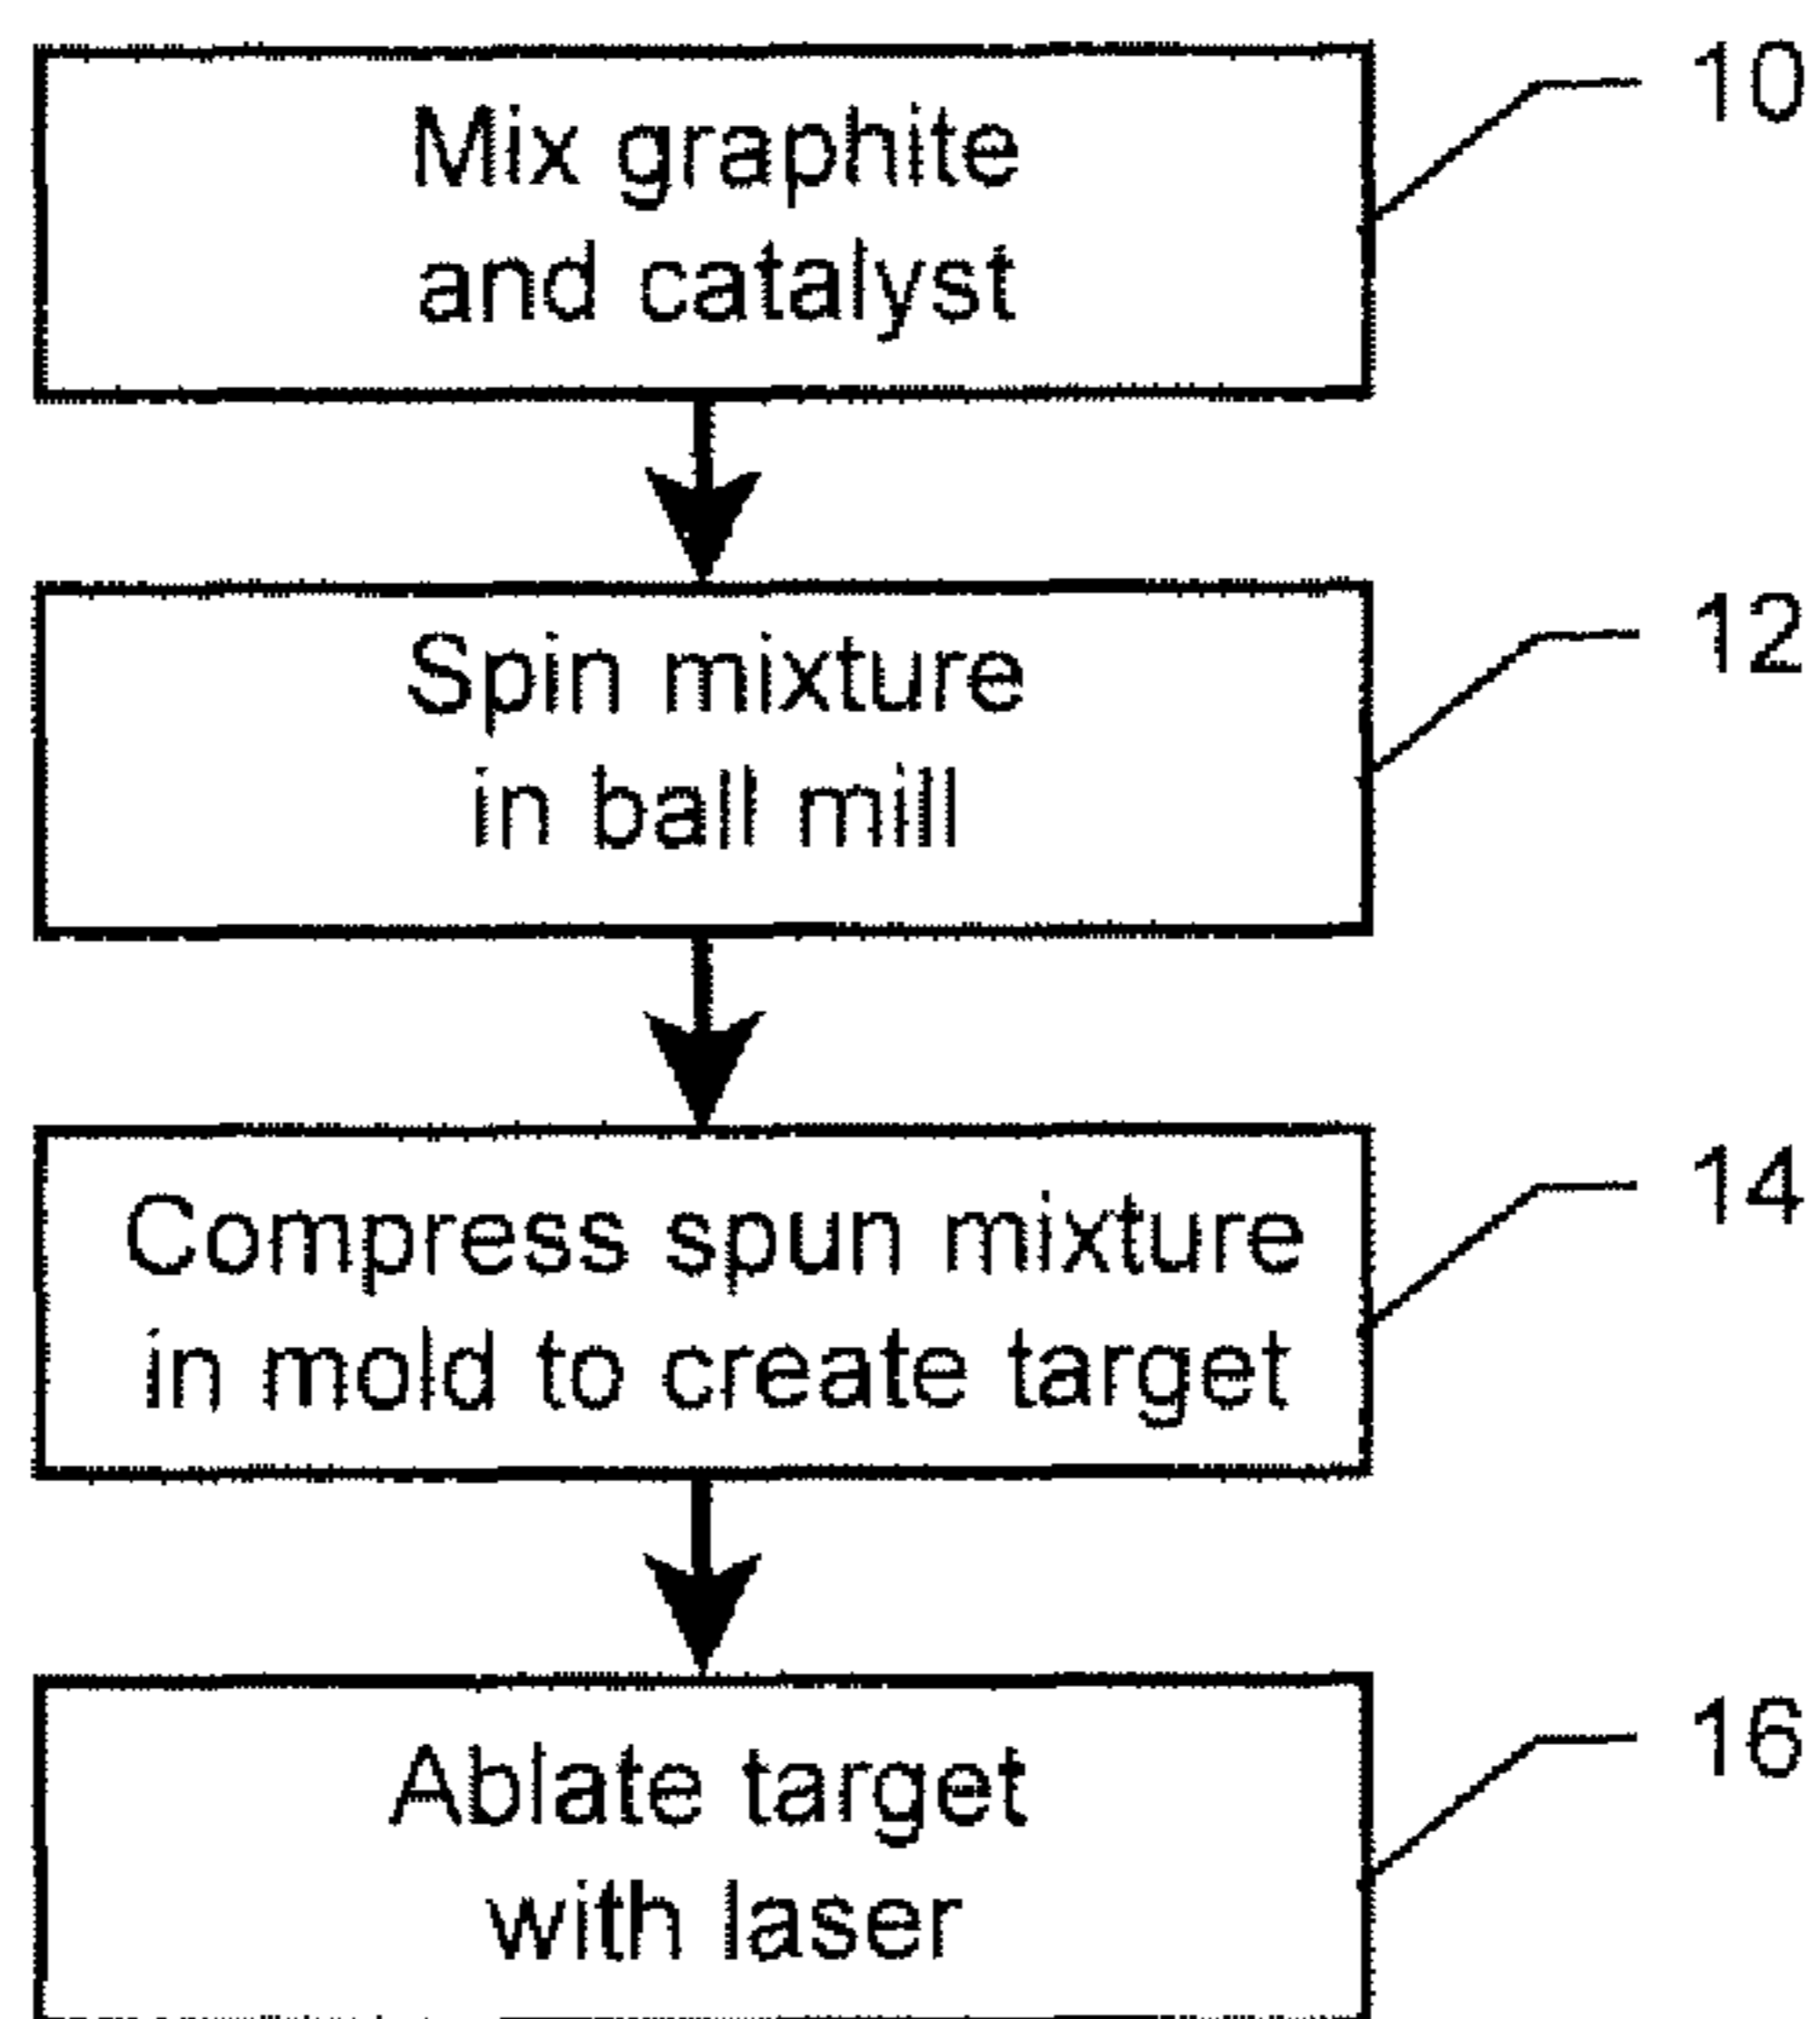 Mix graphite
and catalyst
10
Spin mixture
in ball mill
12
Compress spun mixture
in mold to create target
14
Ablate target
with laser
16